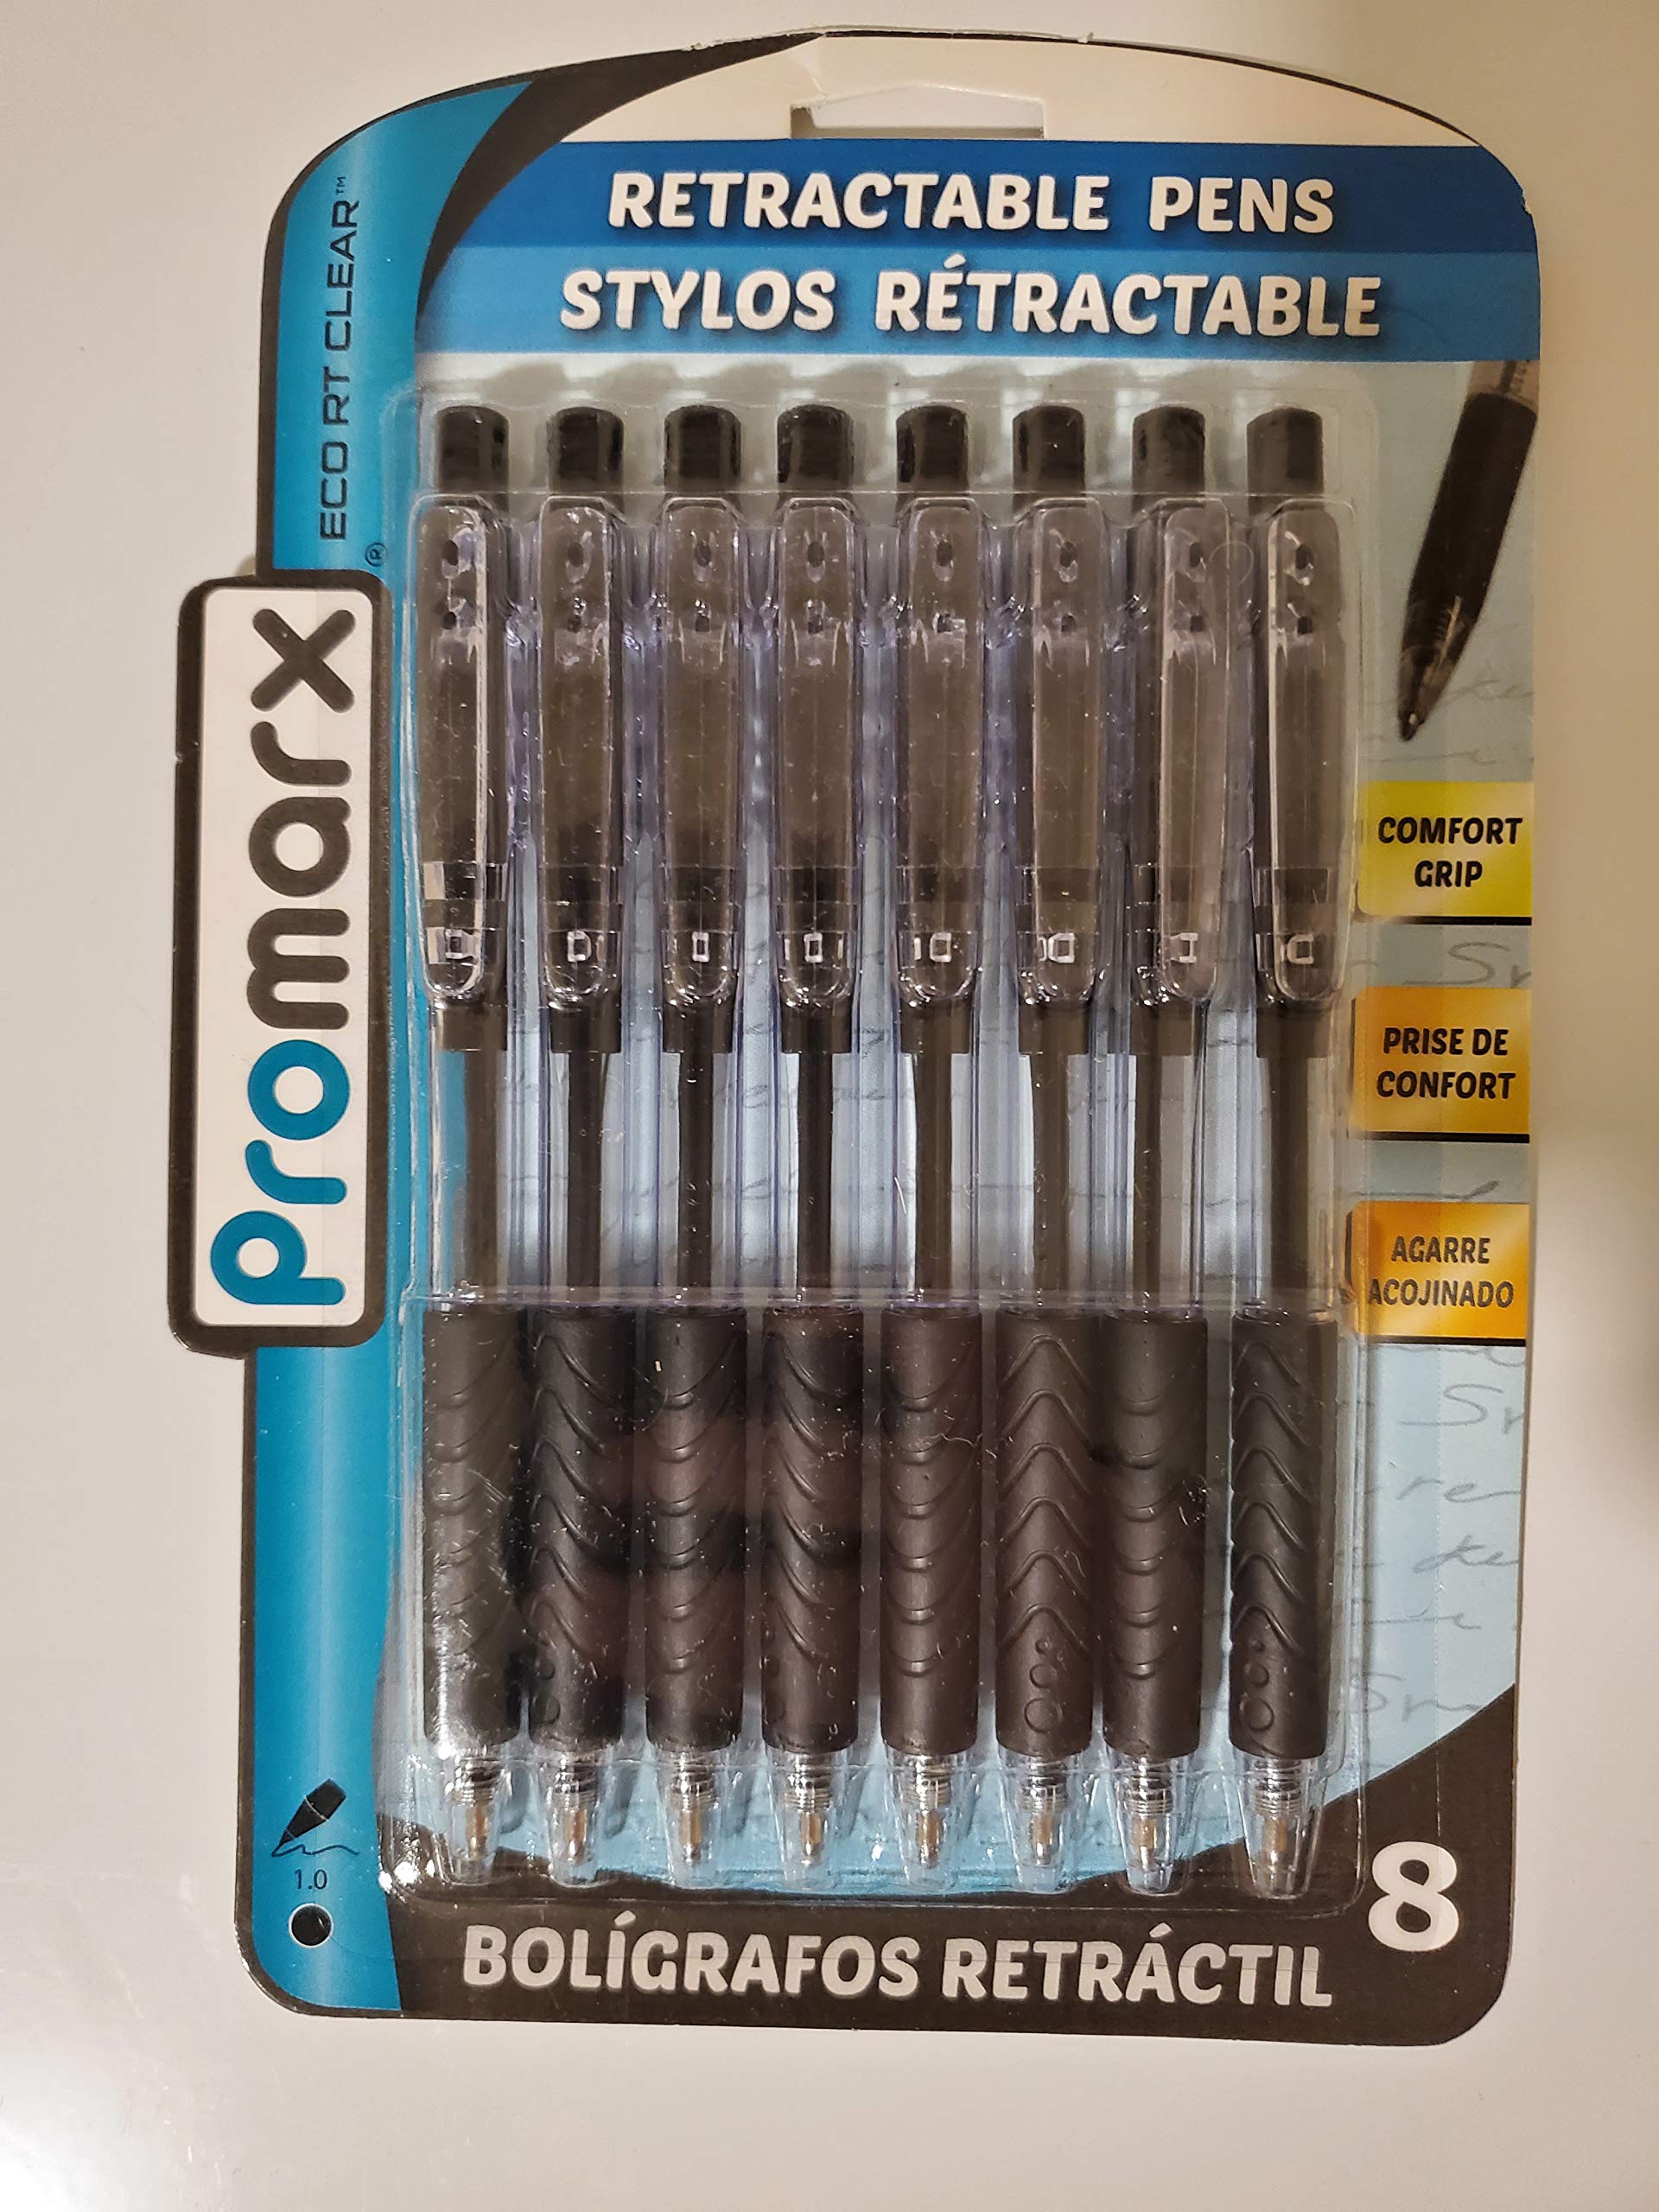 RETRACTABLE PENS
STYLOS RÉTRACTABLE
ECO RT CLEAR™
promarx®
COMFORT
GRIP
PRISE DE
CONFORT
AGARRE
ACOJINADO
1.0
8
BOLÍGRAFOS RETRÁCTIL